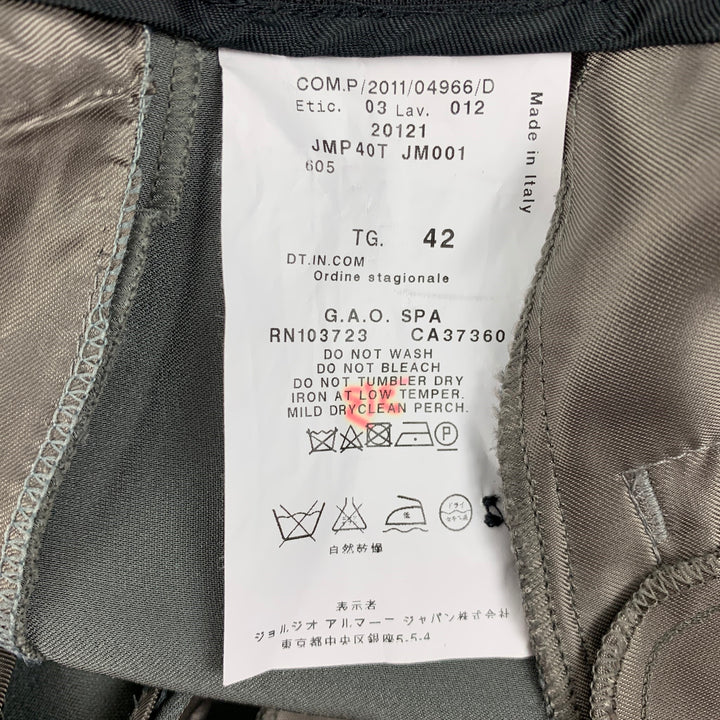 COM.P/2011/04966/D
Etic. 03 Lav. 012
20121
JMP40T JM001
605
Made in Italy
TG. 42
DT.IN.COM
Ordine stagionale
G.A.O. SPA
RN103723 CA37360
DO NOT WASH
DO NOT BLEACH
DO NOT TUMBLER DRY
IRON AT LOW TEMPER.
MILD DRYCLEAN PERCH.
P
低 ドライ
自然乾燥
表示者
ジョルジオ アルマーニ ジャパン株式会社
東京都中央区銀座5-5-4